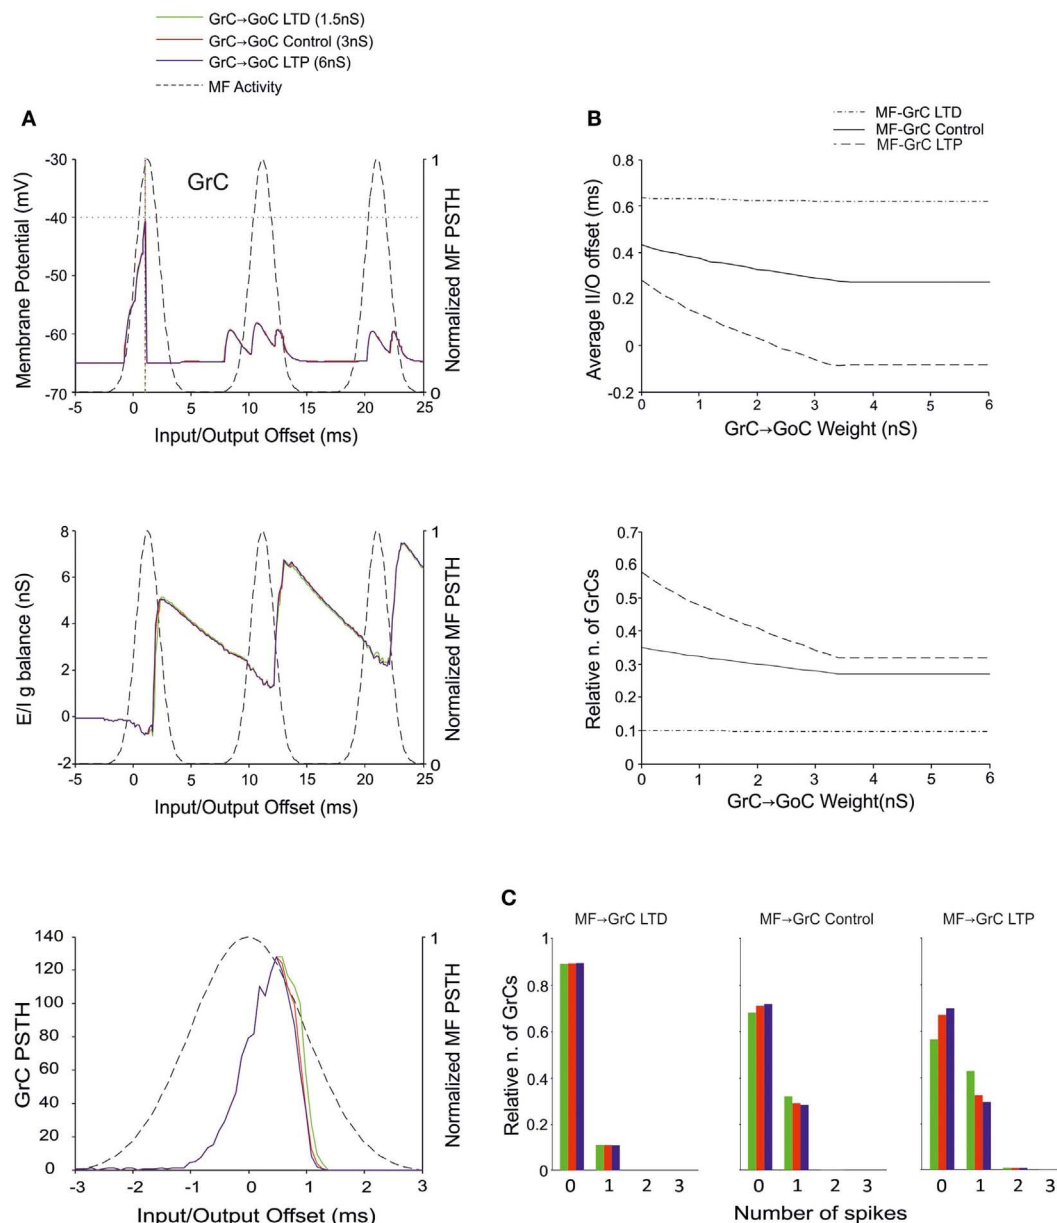 GrC→GoC LTD (1.5nS)
GrC→GoC Control (3nS)
GrC→GoC LTP (6nS)
MF Activity
A
GrC
Membrane Potential (mV)
-30
-40
-50
-60
-70
1
0
Normalized MF PSTH
-5 0 5 10 15 20 25
Input/Output Offset (ms)
E/I g balance (nS)
8
6
4
2
0
-2
1
0
Normalized MF PSTH
-5 0 5 10 15 20 25
Input/Output Offset (ms)
GrC PSTH
140
120
100
80
60
40
20
0
1
0
Normalized MF PSTH
-3 -2 -1 0 1 2 3
Input/Output Offset (ms)
B
MF-GrC LTD
MF-GrC Control
MF-GrC LTP
Average II/O offset (ms)
0.8
0.6
0.4
0.2
0
-0.2
0 1 2 3 4 5 6
GrC→GoC Weight (nS)
Relative n. of GrCs
0.7
0.6
0.5
0.4
0.3
0.2
0.1
0
0 1 2 3 4 5 6
GrC→GoC Weight(nS)
C
MF→GrC LTD
MF→GrC Control
MF→GrC LTP
Relative n. of GrCs
1
0.8
0.6
0.4
0.2
0
0 1 2 3
0 1 2 3
0 1 2 3
Number of spikes